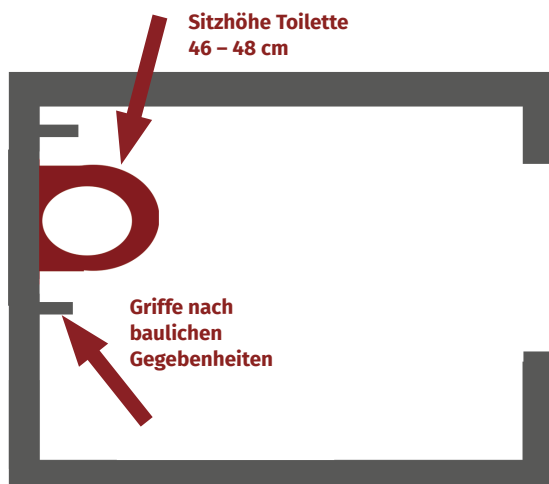 Sitzhöhe Toilette
46 – 48 cm
Griffe nach
baulichen
Gegebenheiten